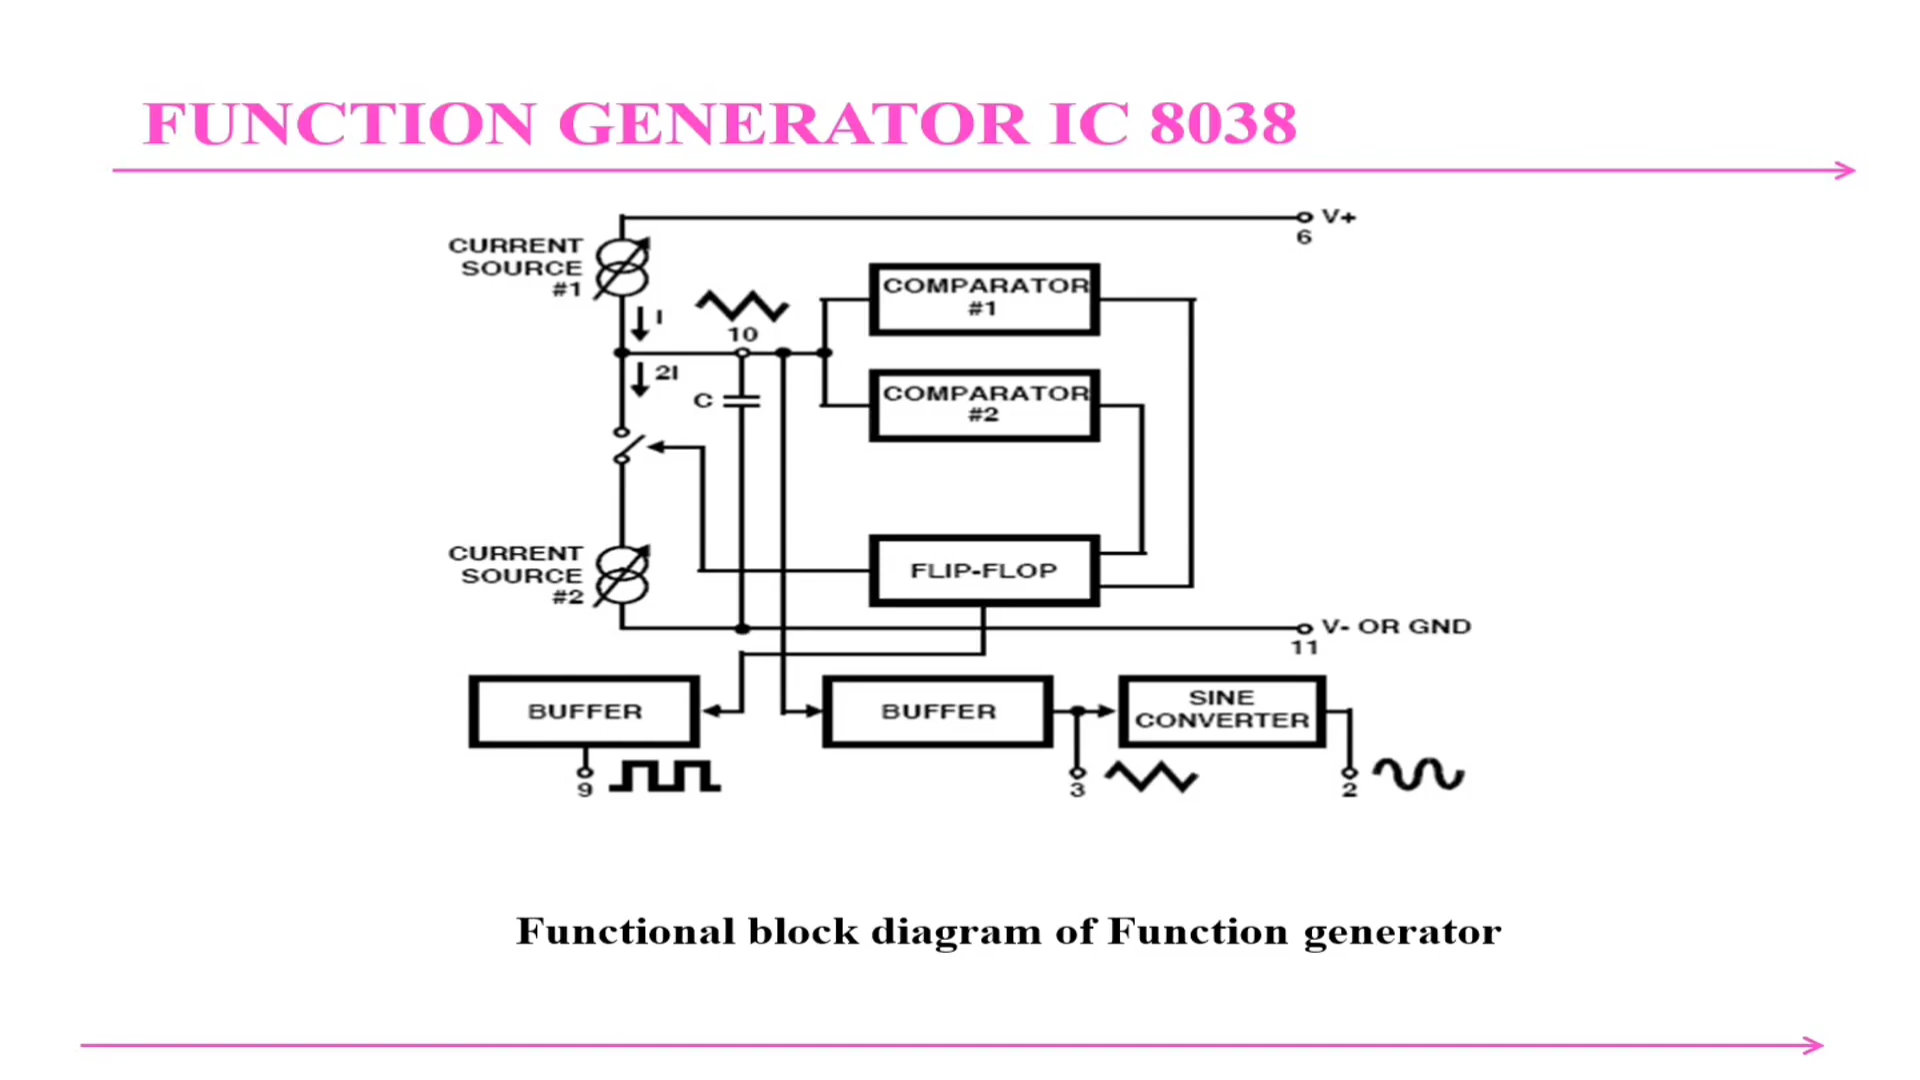 FUNCTION GENERATOR IC 8038
V+
6
CURRENT
SOURCE
#1
I
10
2I
C
COMPARATOR
#1
COMPARATOR
#2
CURRENT
SOURCE
#2
FLIP-FLOP
V- OR GND
11
BUFFER
BUFFER
SINE
CONVERTER
9
3
2
Functional block diagram of Function generator